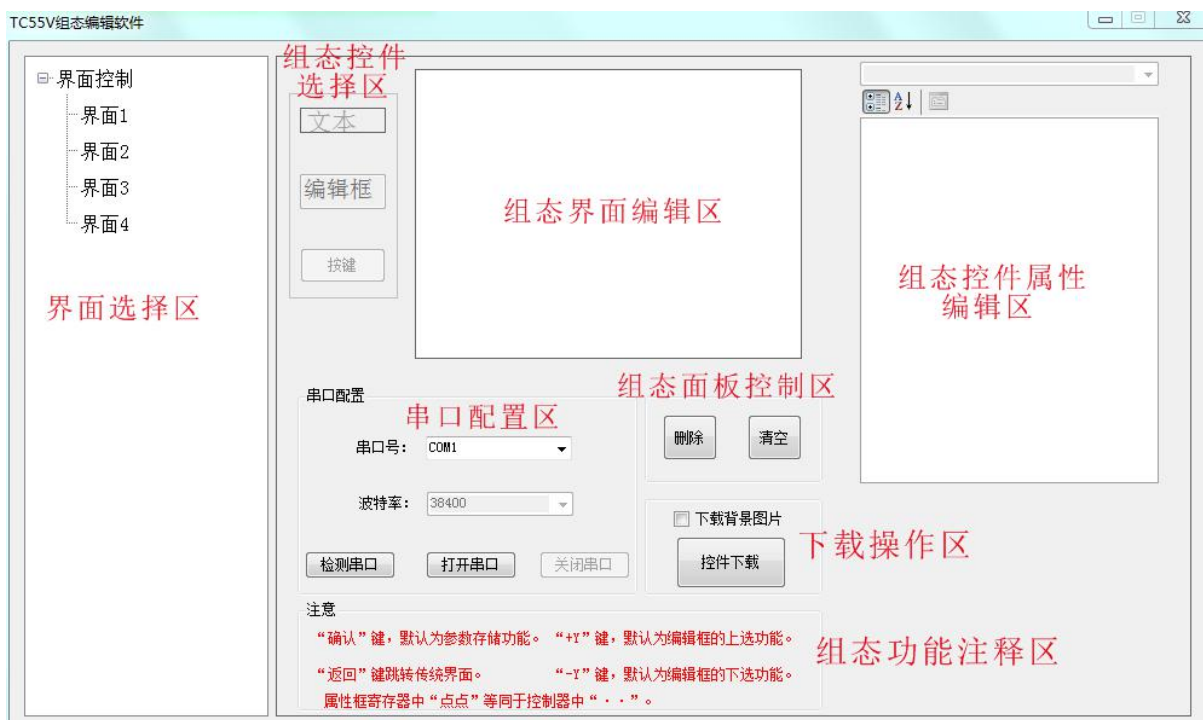 TC55V组态编辑软件
界面控制
界面1
界面2
界面3
界面4
界面选择区
组态控件
选择区
文本
编辑框
按键
组态界面编辑区
组态控件属性
编辑区
串口配置
串口配置区
串口号：
COM1
波特率：
38400
检测串口
打开串口
关闭串口
组态面板控制区
删除
清空
下载背景图片
控件下载
下载操作区
注意
“确认”键，默认为参数存储功能。 “+Y”键，默认为编辑框的上选功能。
“返回”键跳转传统界面。 “-Y”键，默认为编辑框的下选功能。
属性框寄存器中“点点”等同于控制器中“··”。
组态功能注释区